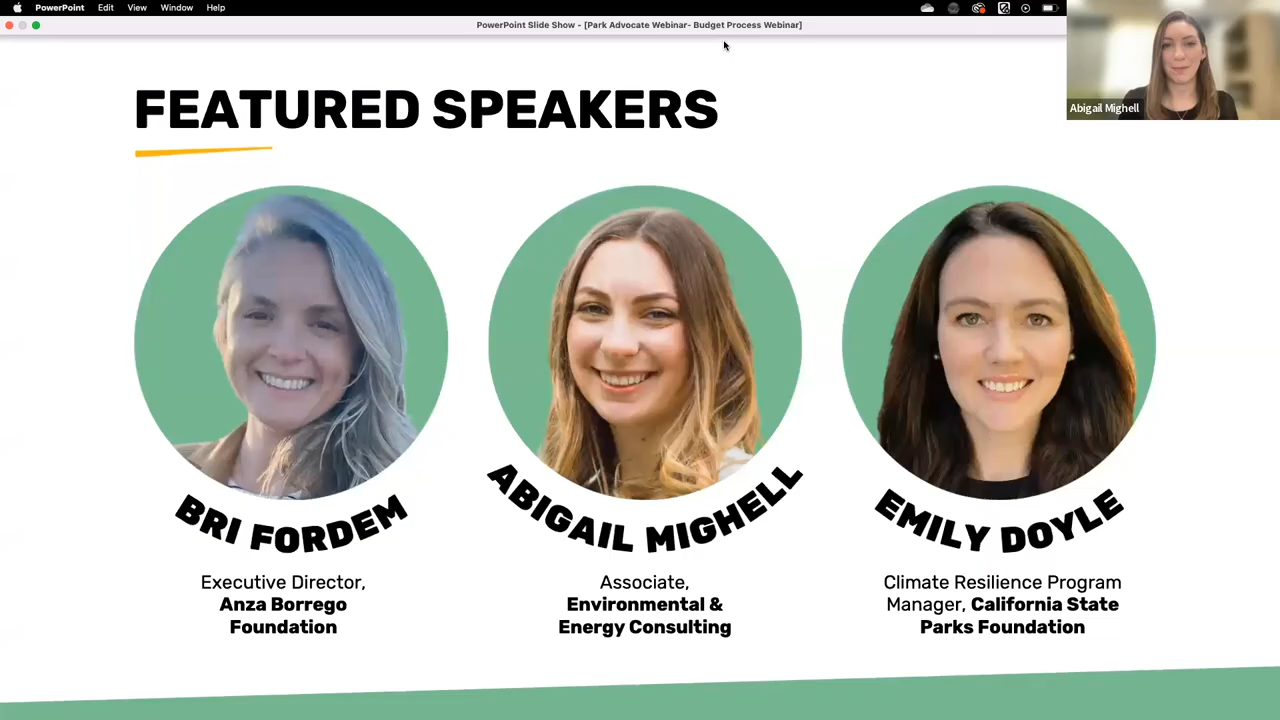 PowerPoint Edit View Window Help
PowerPoint Slide Show - [Park Advocate Webinar- Budget Process Webinar]
Abigail Mighell
FEATURED SPEAKERS
BRI FORDEM
Executive Director,
Anza Borrego
Foundation
ABIGAIL MIGHELL
Associate,
Environmental &
Energy Consulting
EMILY DOYLE
Climate Resilience Program
Manager, California State
Parks Foundation